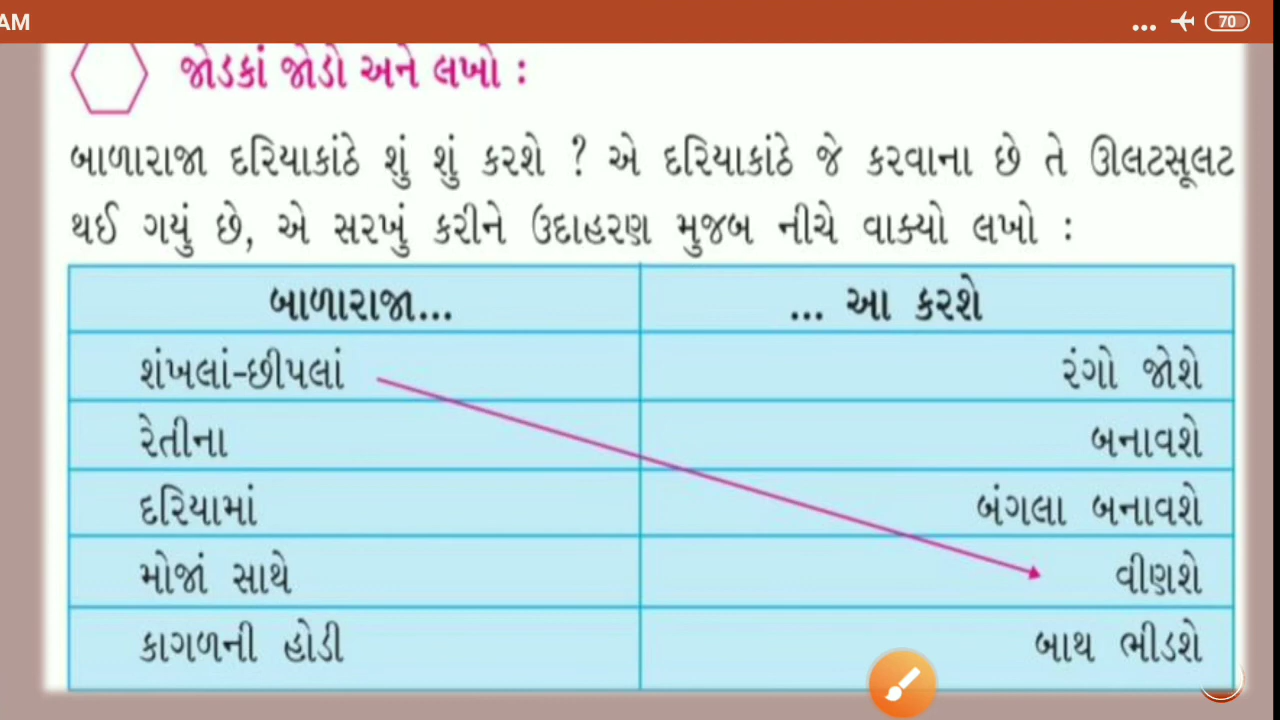 AM
... 70
જોડકાં જોડો અને લખો :
બાળારાજા દરિયાકાંઠે શું શું કરશે ? એ દરિયાકાંઠે જે કરવાના છે તે ઊલટસૂલટ
થઈ ગયું છે, એ સરખું કરીને ઉદાહરણ મુજબ નીચે વાક્યો લખો :
બાળારાજા... ... આ કરશે
શંખલાં-છીપલાં રંગો જોશે
રેતીના બનાવશે
દરિયામાં બંગલા બનાવશે
મોજાં સાથે વીણશે
કાગળની હોડી બાથ ભીડશે